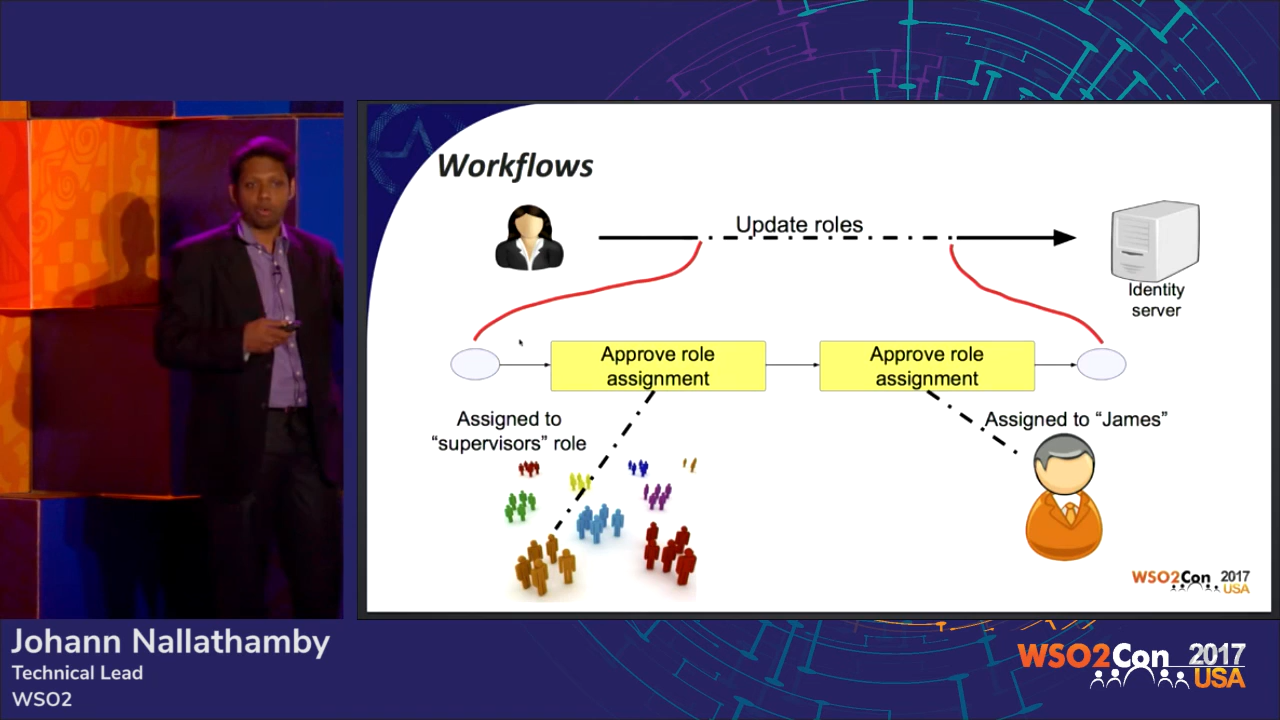 Workflows
Update roles
Identity
server
Approve role
assignment
Approve role
assignment
Assigned to
“supervisors” role
Assigned to “James”
WSO2Con 2017
USA
Johann Nallathamby
Technical Lead
WSO2
WSO2Con 2017
USA